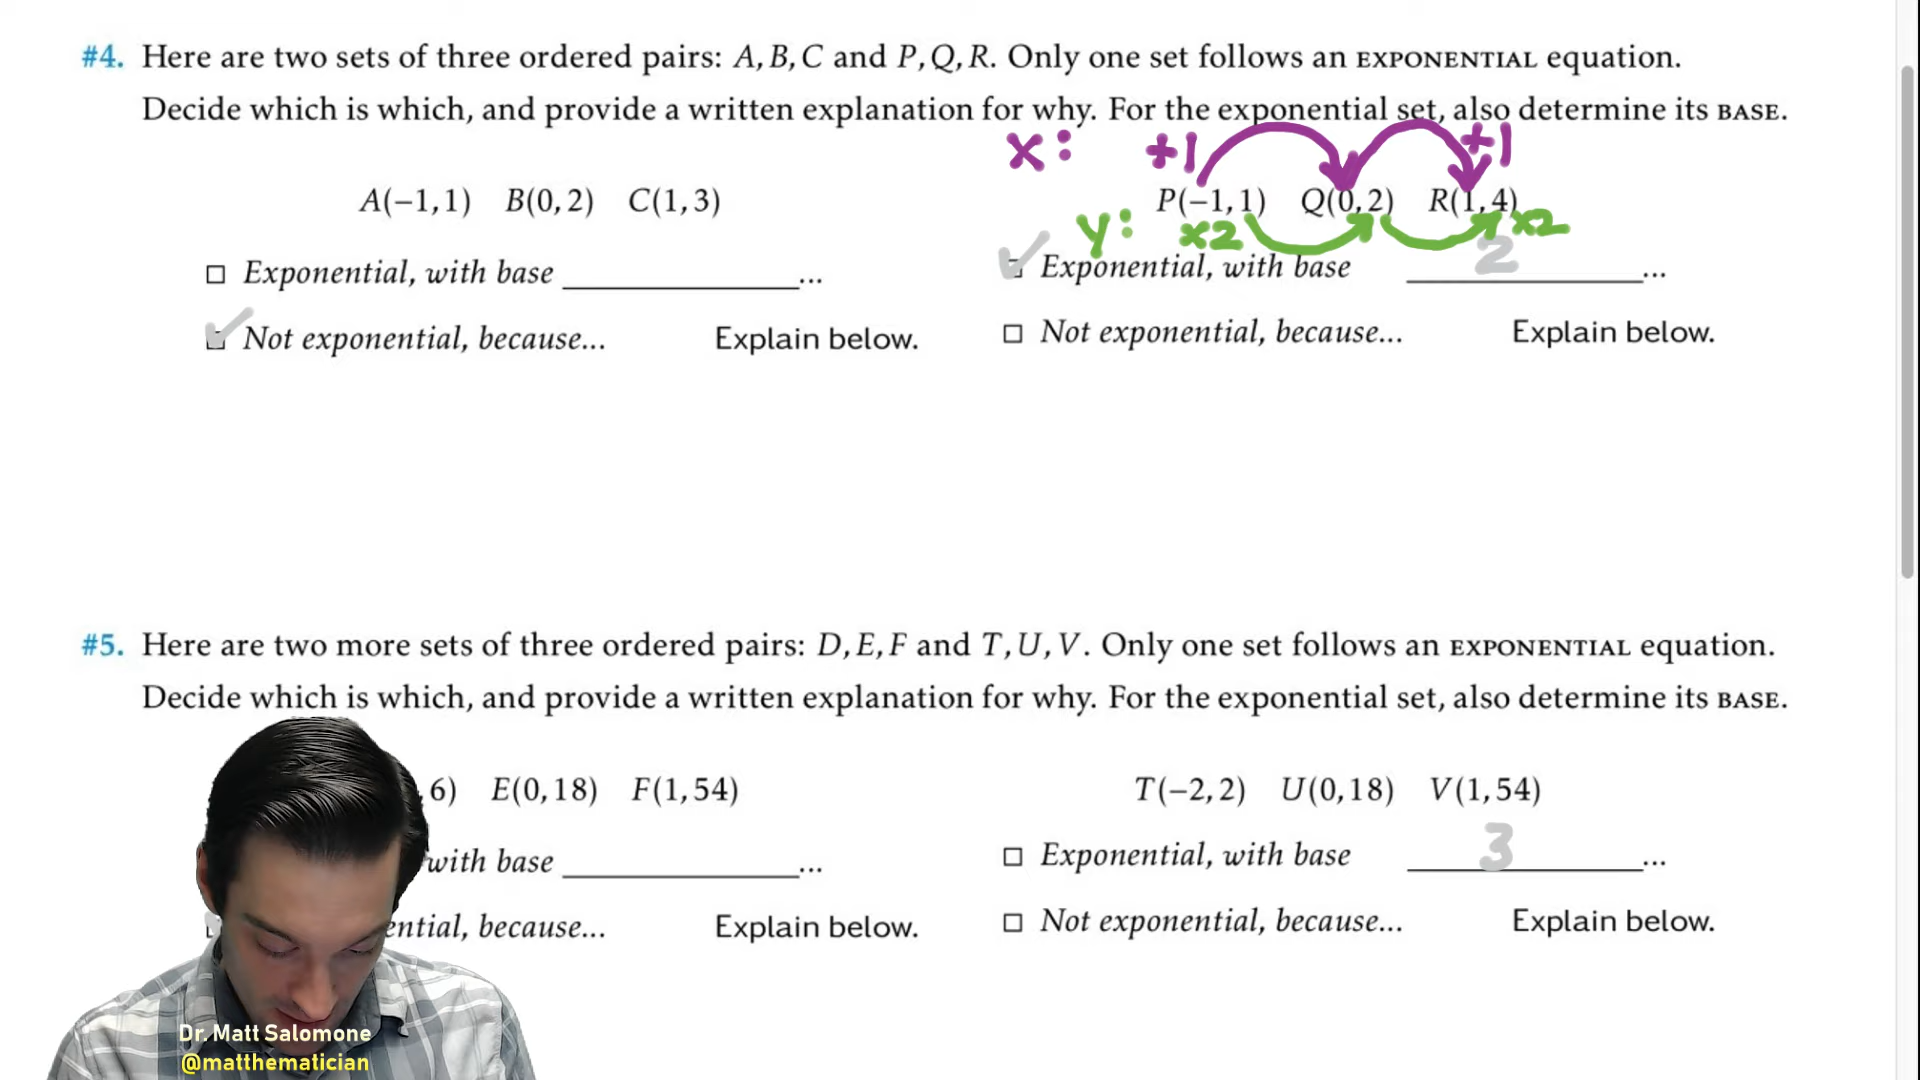 #4. Here are two sets of three ordered pairs: A, B, C and P, Q, R. Only one set follows an EXPONENTIAL equation.
Decide which is which, and provide a written explanation for why. For the exponential set, also determine its BASE.
x: +1 +1
A(−1,1) B(0,2) C(1,3)
P(−1,1) Q(0,2) R(1,4)
y: x2 x2
☐ Exponential, with base ____________...
✓ Not exponential, because... Explain below.
✓ Exponential, with base 2...
☐ Not exponential, because... Explain below.
#5. Here are two more sets of three ordered pairs: D, E, F and T, U, V. Only one set follows an EXPONENTIAL equation.
Decide which is which, and provide a written explanation for why. For the exponential set, also determine its BASE.
6) E(0,18) F(1,54)
with base ____________...
because... Explain below.
T(−2,2) U(0,18) V(1,54)
☐ Exponential, with base 3...
☐ Not exponential, because... Explain below.
Dr. Matt Salomone
@matthematician